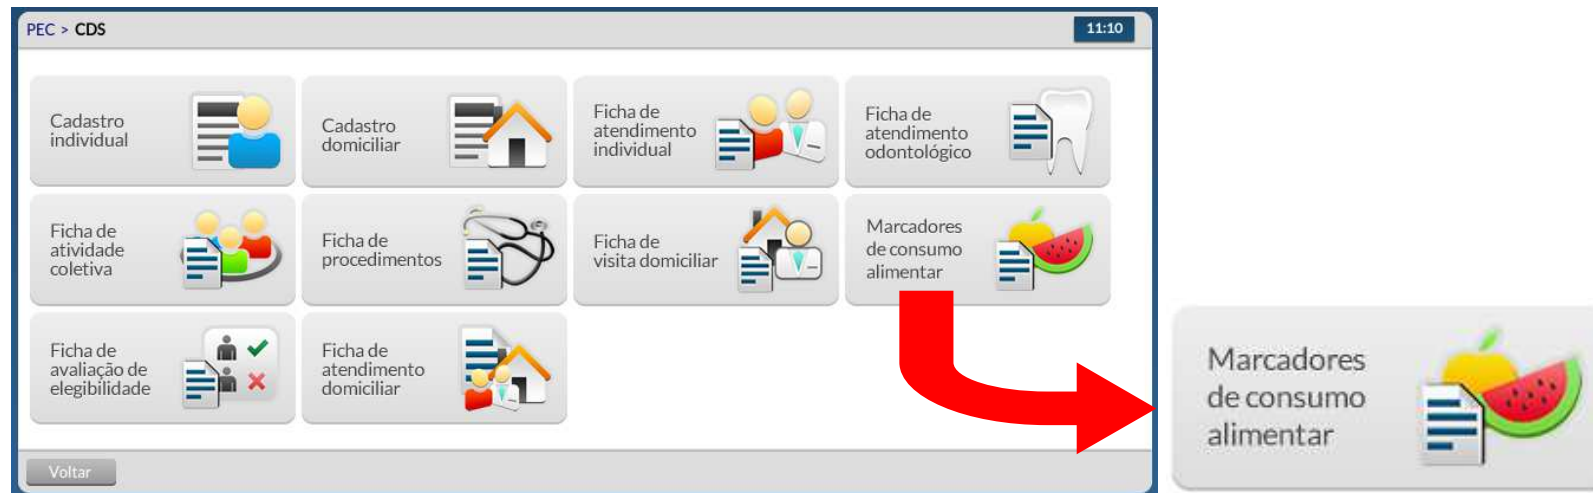 PEC > CDS
11:10
Cadastro
individual
Cadastro
domiciliar
Ficha de
atendimento
individual
Ficha de
atendimento
odontológico
Ficha de
atividade
coletiva
Ficha de
procedimentos
Ficha de
visita domiciliar
Marcadores
de consumo
alimentar
Ficha de
avaliação de
elegibilidade
Ficha de
atendimento
domiciliar
Marcadores
de consumo
alimentar
Voltar